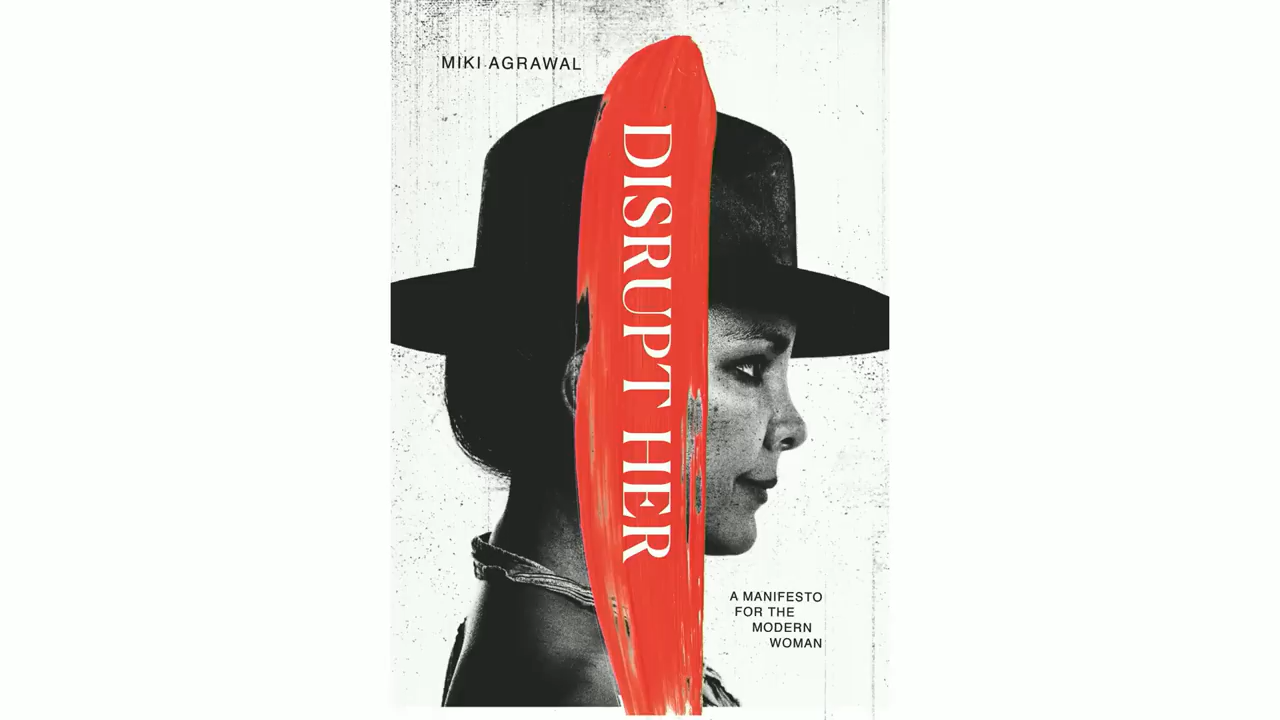 MIKI AGRAWAL
DISRUPT HER
A MANIFESTO
FOR THE
MODERN
WOMAN